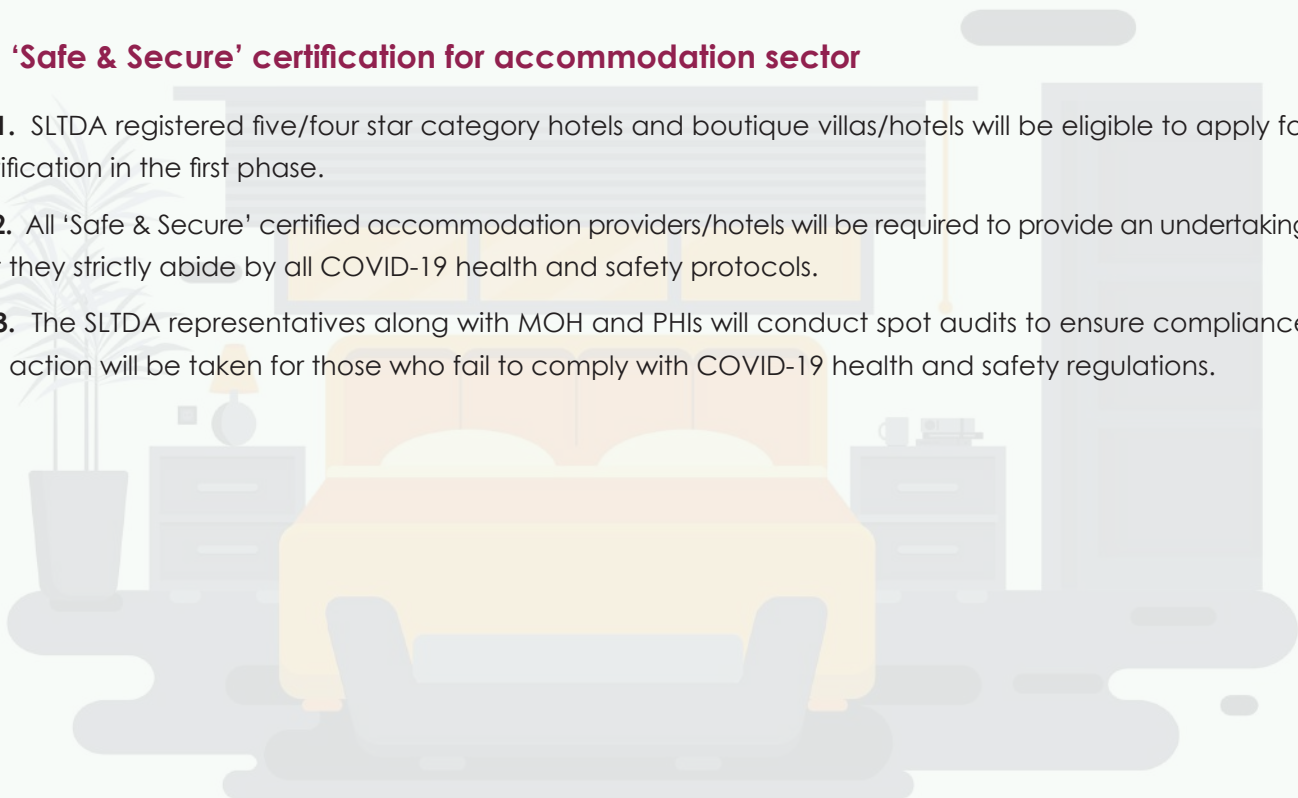 ‘Safe & Secure’ certification for accommodation sector
1. SLTDA registered five/four star category hotels and boutique villas/hotels will be eligible to apply
in the first phase.
2. All ‘Safe & Secure’ certified accommodation providers/hotels will be required to provide an undertaking
they strictly abide by all COVID-19 health and safety protocols.
3. The SLTDA representatives along with MOH and PHIs will conduct spot audits to ensure compliance
action will be taken for those who fail to comply with COVID-19 health and safety regulations.